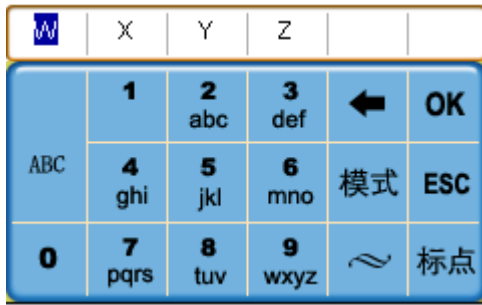 W X Y Z
1 2 3 OK
abc def
ABC 4 5 6 模式 ESC
ghi jkl mno
0 7 8 9 标点
pqrs tuv wxyz